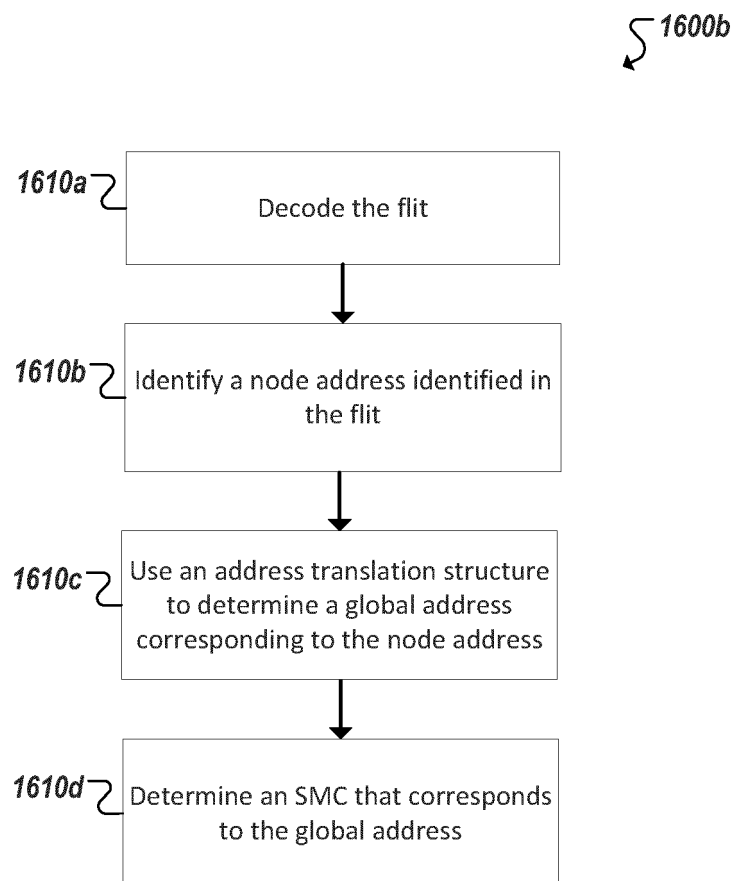 1600b
1610a
Decode the flit
1610b
Identify a node address identified in
the flit
1610c
Use an address translation structure
to determine a global address
corresponding to the node address
1610d
Determine an SMC that corresponds
to the global address